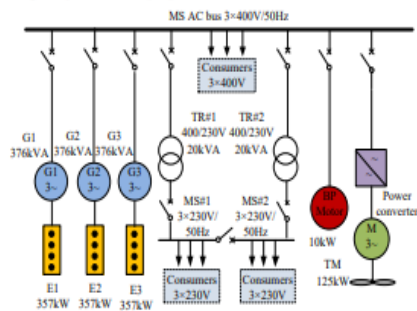 MS AC bus 3×400V/50Hz
Consumers
3×400V
G1
376kVA
G2
376kVA
G3
376kVA
TR#1
400/230V
20kVA
TR#2
400/230V
20kVA
G1
3~
G2
3~
G3
3~
MS#1
3×230V/
50Hz
MS#2
3×230V/
50Hz
BP
Motor
10kW
~
~
Power
converter
M
3~
TM
125kW
E1
357kW
E2
357kW
E3
357kW
Consumers
3×230V
Consumers
3×230V